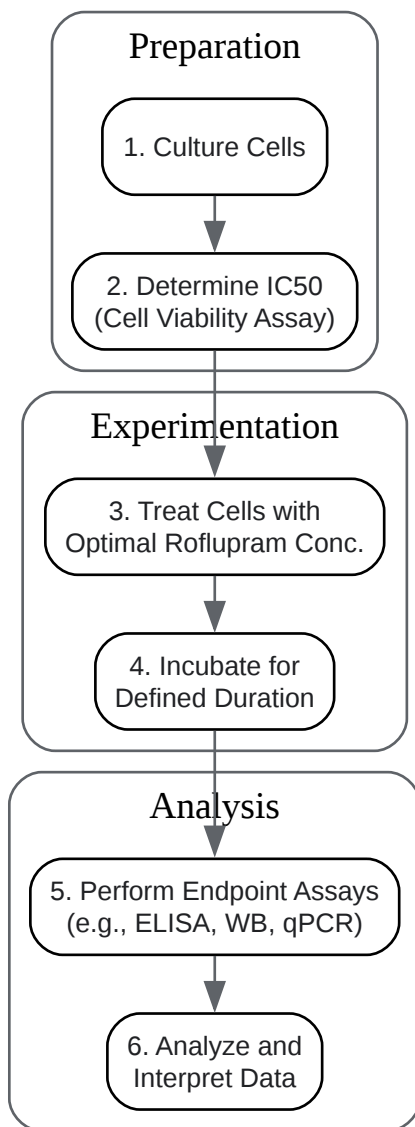 Preparation
1. Culture Cells
2. Determine IC50
(Cell Viability Assay)
Experimentation
3. Treat Cells with
Optimal Roflupram Conc.
4. Incubate for
Defined Duration
Analysis
5. Perform Endpoint Assays
(e.g., ELISA, WB, qPCR)
6. Analyze and
Interpret Data